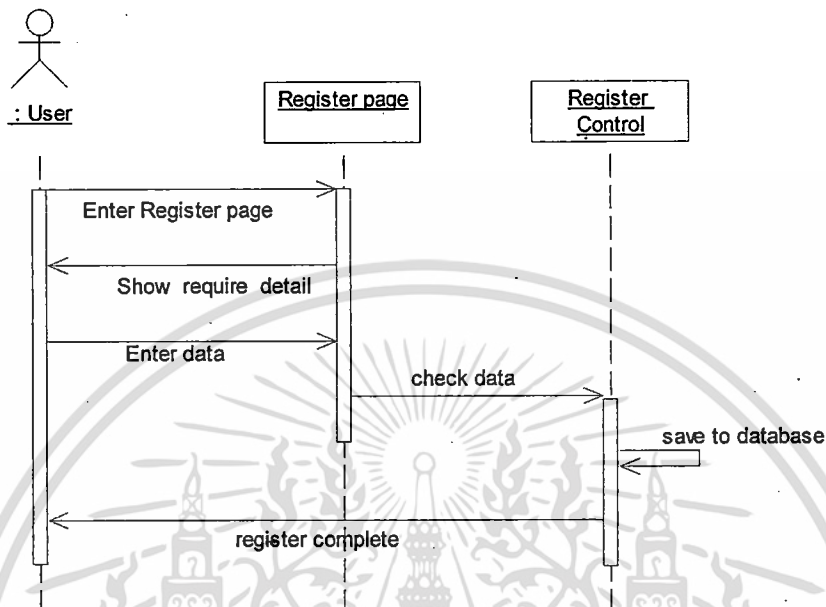 : User
Register page
Register
Control
Enter Register page
Show require detail
Enter data
check data
save to database
register complete